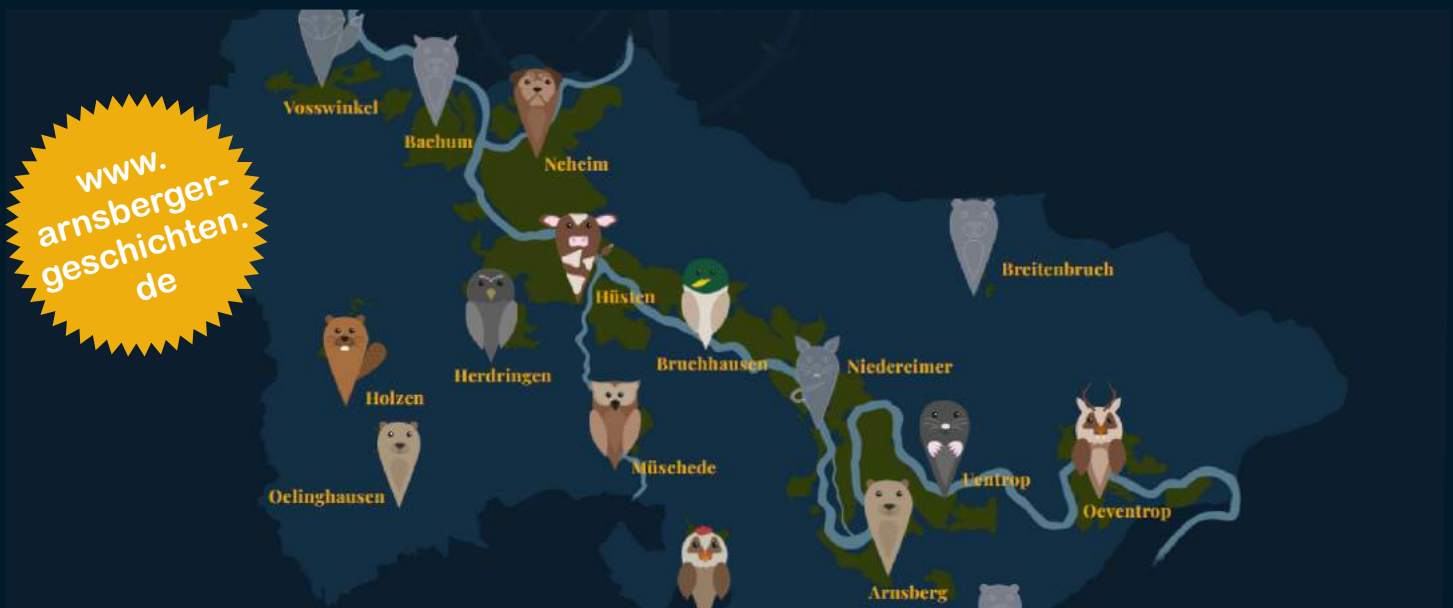 www.
arnsberger-
geschichten.
de
Vosswinkel
Bachum
Neheim
Breitenbruch
Hüsten
Bruchhausen
Niedereimer
Herdringen
Holzen
Müschede
Oelinghausen
Uentrop
Oeventrop
Arnsberg